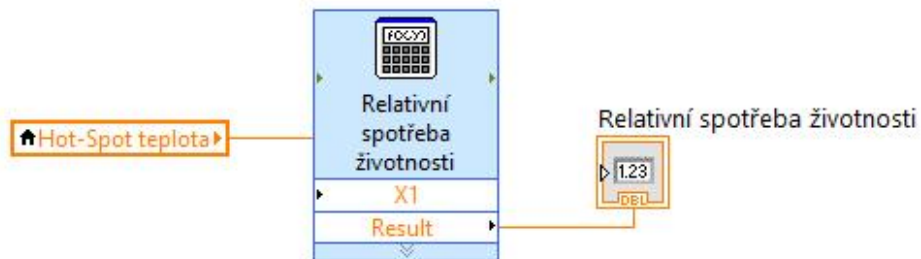 f(X,Y)
Relativní
spotřeba
životnosti
Hot-Spot teplota
X1
Result
Relativní spotřeba životnosti
1.23
DBL